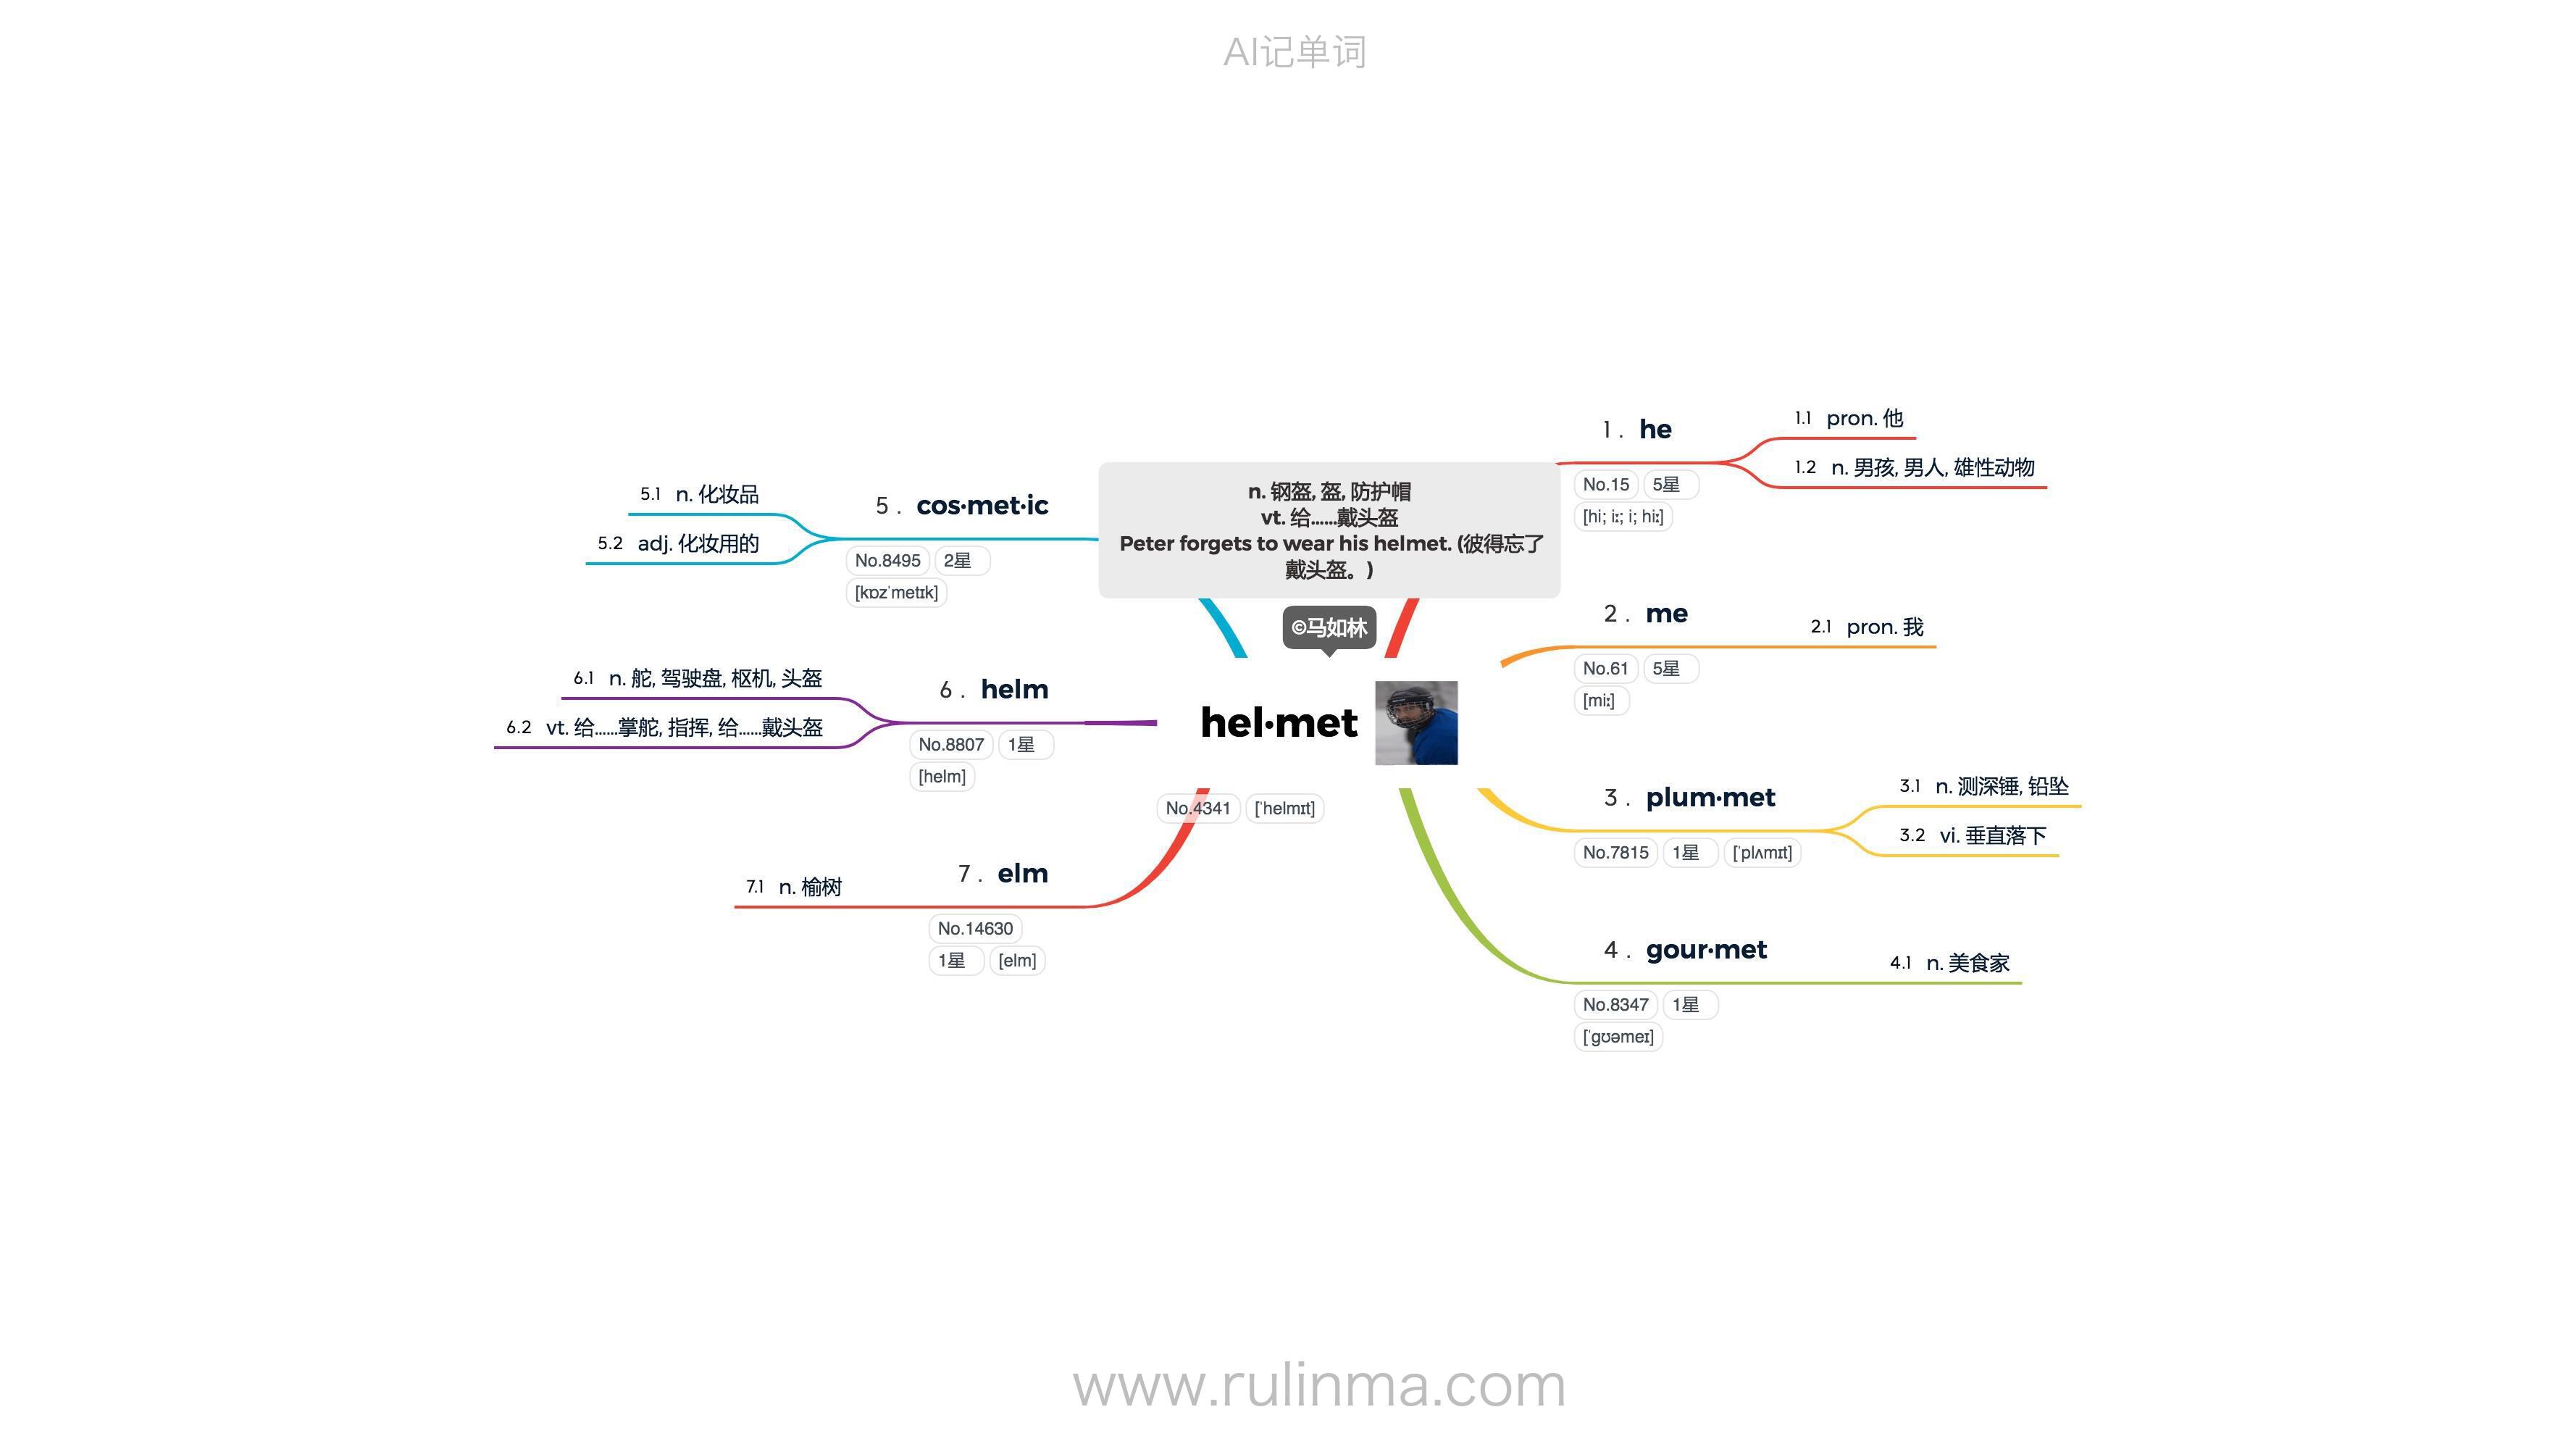 AI记单词
n. 钢盔, 盔, 防护帽
vt. 给……戴头盔
Peter forgets to wear his helmet. (彼得忘了
戴头盔。)
©马如林
hel·met
No.4341 [ˈhelmɪt]
1 . he
No.15 5星
[hi; iː; i; hiː]
1.1 pron. 他
1.2 n. 男孩, 男人, 雄性动物
2 . me
No.61 5星
[miː]
2.1 pron. 我
3 . plum·met
No.7815 1星 [ˈplʌmɪt]
3.1 n. 测深锤, 铅坠
3.2 vi. 垂直落下
4 . gour·met
No.8347 1星
[ˈɡʊəmeɪ]
4.1 n. 美食家
5 . cos·met·ic
No.8495 2星
[kɒzˈmetɪk]
5.1 n. 化妆品
5.2 adj. 化妆用的
6 . helm
No.8807 1星
[helm]
6.1 n. 舵, 驾驶盘, 枢机, 头盔
6.2 vt. 给……掌舵, 指挥, 给……戴头盔
7 . elm
No.14630
1星 [elm]
7.1 n. 榆树
www.rulinma.com